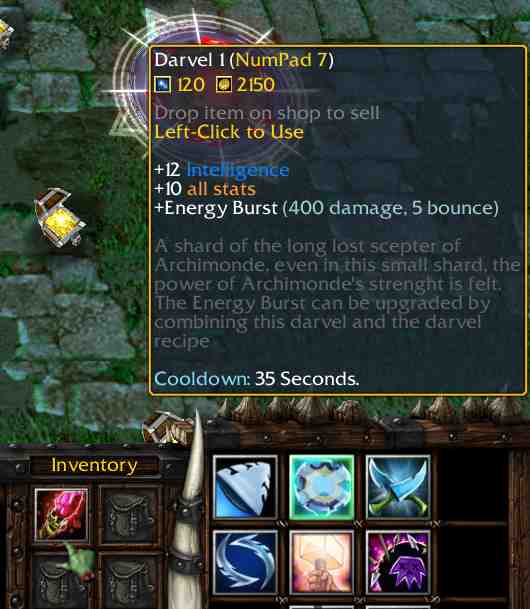 Darvel 1 (NumPad 7)
120 2150
Drop item on shop to sell
Left-Click to Use
+12 Intelligence
+10 all stats
+Energy Burst (400 damage, 5 bounce)
A shard of the long lost scepter of
Archimonde, even in this small shard, the
power of Archimonde's strenght is felt.
The Energy Burst can be upgraded by
combining this darvel and the darvel
recipe
Cooldown: 35 Seconds.
Inventory